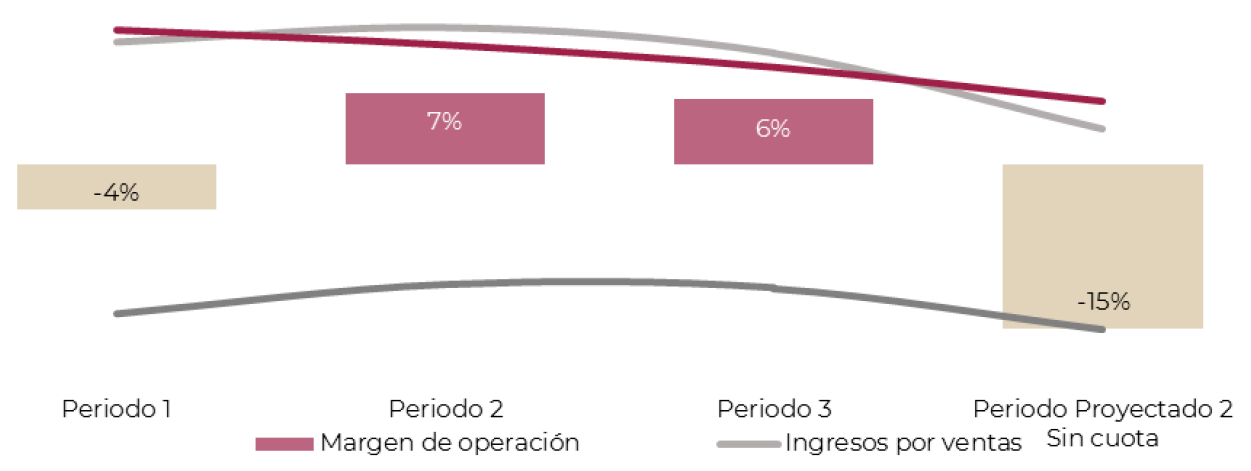 7%
6%
-4%
-15%
Periodo 1
Periodo 2
Periodo 3
Periodo Proyectado 2
Sin cuota
Margen de operación
Ingresos por ventas